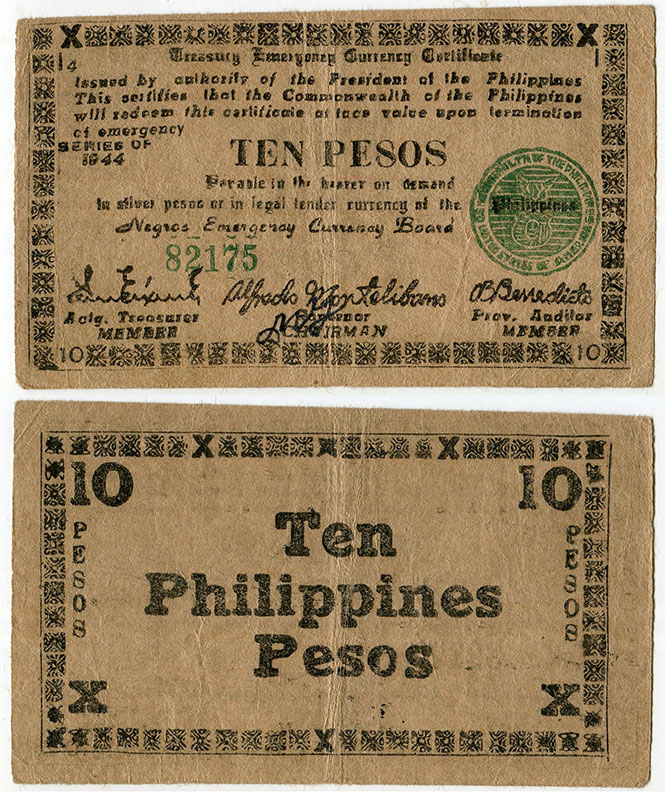 X X
Treasury Emergency Currency Certificate
4
Issued by authority of the President of the Philippines
This certifies that the Commonwealth of the Philippines
will redeem this certificate at face value upon termination
of emergency
SERIES OF
1944
TEN PESOS
Payable to the bearer on demand
In silver pesos or in legal tender currency of the Philippines
Negros Emergency Currency Board
82175
Alfredo Montelibano
Actg. Treasurer Governor Prov. Auditor
MEMBER CHAIRMAN MEMBER
10 10
X X
10 10
PESOS PESOS
Ten
Philippines
Pesos
X X
X